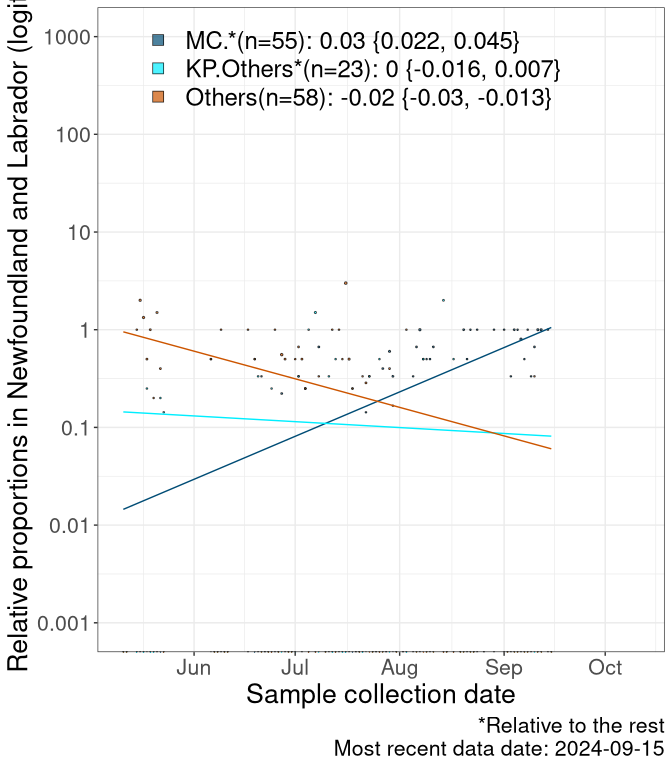 MC.*(n=55): 0.03 {0.022, 0.045}
KP.Others*(n=23): 0 {-0.016, 0.007}
Others(n=58): -0.02 {-0.03, -0.013}
1000
100
10
1
0.1
0.01
0.001
Relative proportions in Newfoundland and Labrador (logit
Jun Jul Aug Sep Oct
Sample collection date
*Relative to the rest
Most recent data date: 2024-09-15